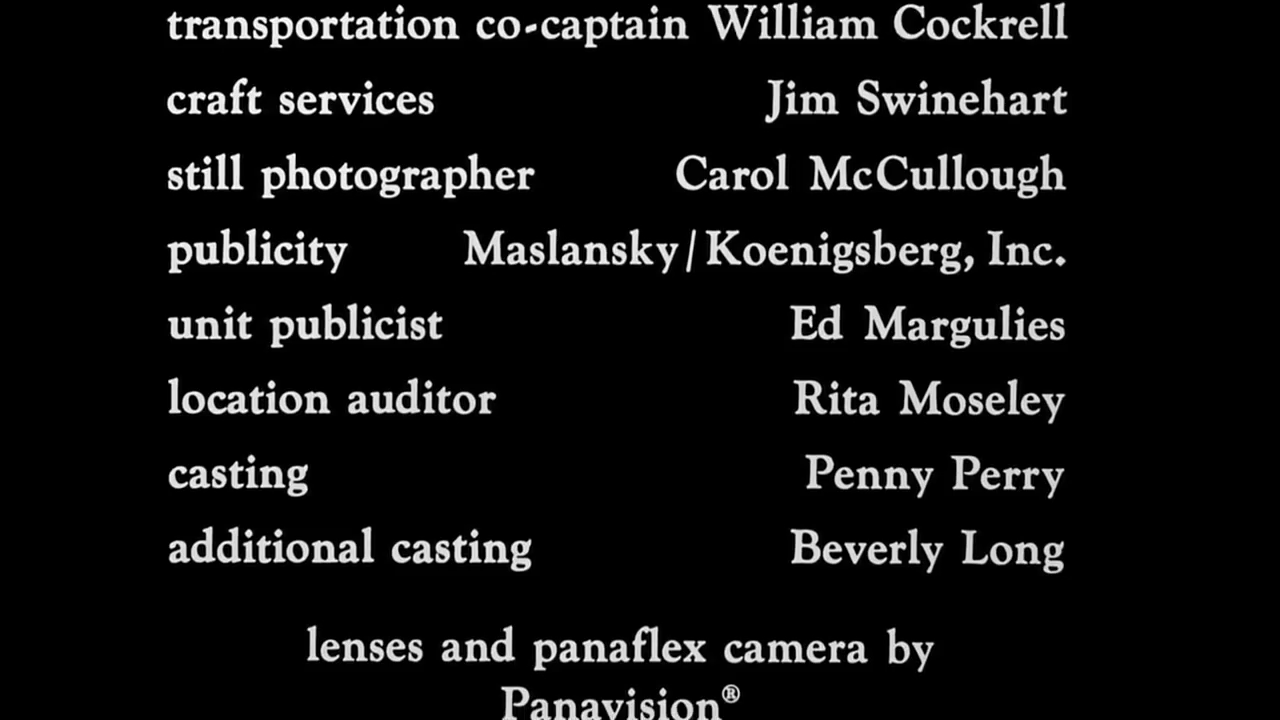 transportation co-captain William Cockrell
craft services Jim Swinehart
still photographer Carol McCullough
publicity Maslansky/Koenigsberg, Inc.
unit publicist Ed Margulies
location auditor Rita Moseley
casting Penny Perry
additional casting Beverly Long
lenses and panaflex camera by
Panavision®